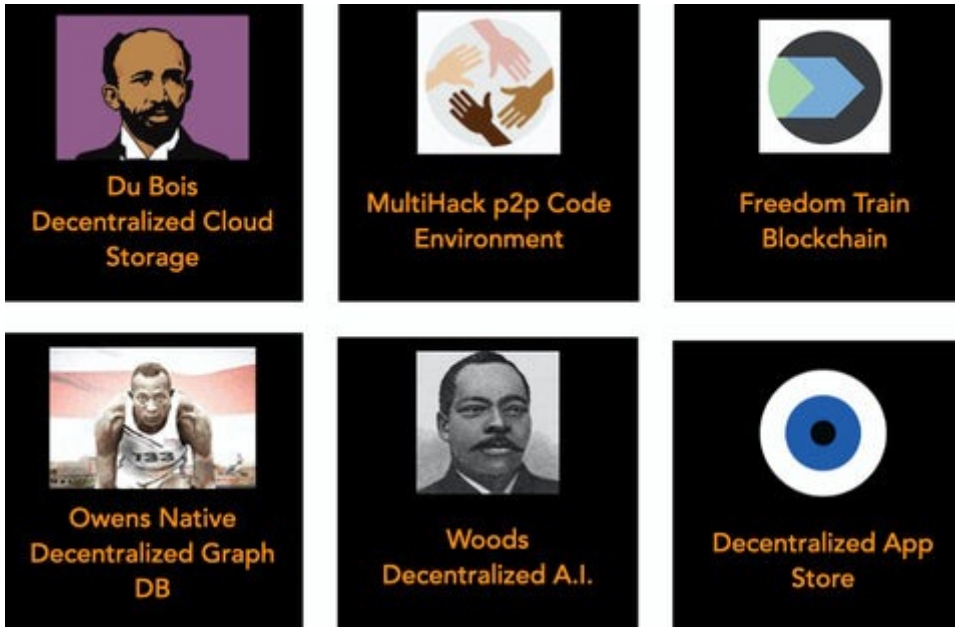 Du Bois
Decentralized Cloud
Storage
MultiHack p2p Code
Environment
Freedom Train
Blockchain
133
Owens Native
Decentralized Graph
DB
Woods
Decentralized A.I.
Decentralized App
Store